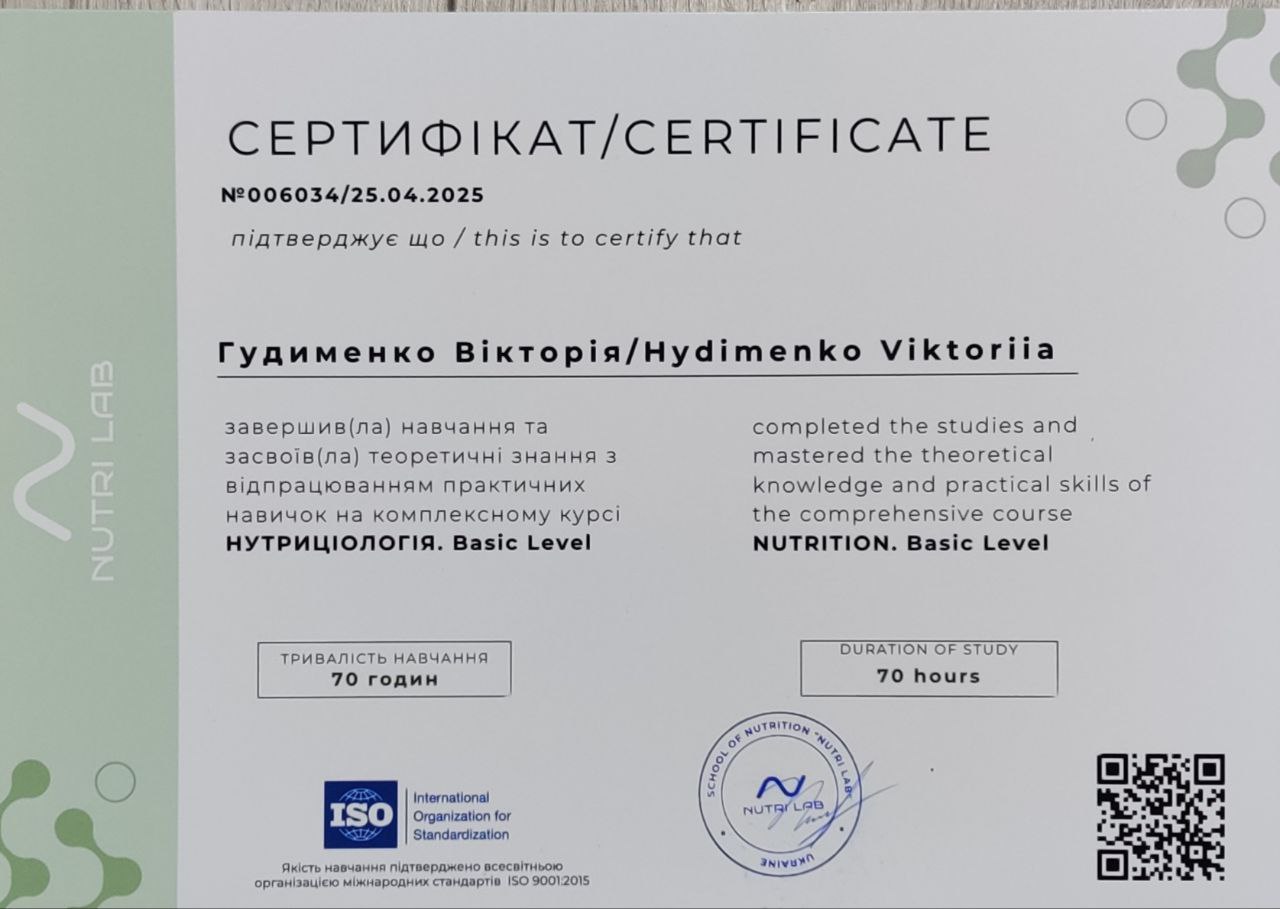 СЕРТИФІКАТ/CERTIFICATE
№006034/25.04.2025
підтверджує що / this is to certify that
Гудименко Вікторія/Hydimenko Viktoriia
завершив(ла) навчання та
засвоїв(ла) теоретичні знання з
відпрацюванням практичних
навичок на комплексному курсі
НУТРИЦІОЛОГІЯ. Basic Level
completed the studies and
mastered the theoretical
knowledge and practical skills of
the comprehensive course
NUTRITION. Basic Level
ТРИВАЛІСТЬ НАВЧАННЯ
70 годин
DURATION OF STUDY
70 hours
NUTRI LAB
ISO
International
Organization for
Standardization
Якість навчання підтверджено всесвітньою
організацією міжнародних стандартів ISO 9001:2015
SCHOOL OF NUTRITION "NUTRI LAB"
NUTRI LAB
UKRAINE